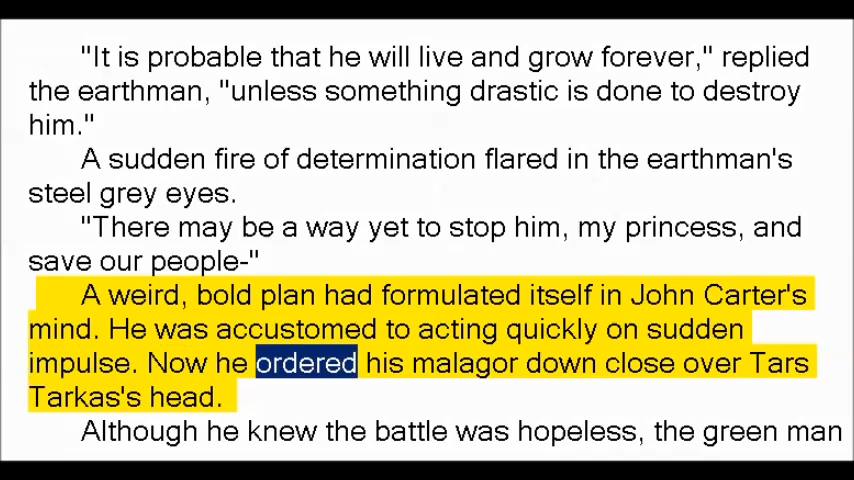 "It is probable that he will live and grow forever," replied
the earthman, "unless something drastic is done to destroy
him."
A sudden fire of determination flared in the earthman's
steel grey eyes.
"There may be a way yet to stop him, my princess, and
save our people-"
A weird, bold plan had formulated itself in John Carter's
mind. He was accustomed to acting quickly on sudden
impulse. Now he ordered his malagor down close over Tars
Tarkas's head.
Although he knew the battle was hopeless, the green man